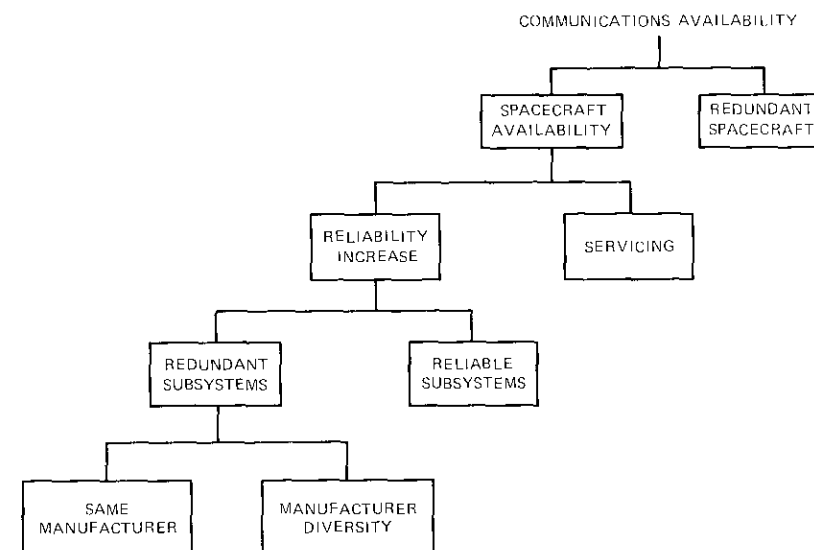 COMMUNICATIONS AVAILABILITY
SPACECRAFT
AVAILABILITY
REDUNDANT
SPACECRAFT
RELIABILITY
INCREASE
SERVICING
REDUNDANT
SUBSYSTEMS
RELIABLE
SUBSYSTEMS
SAME
MANUFACTURER
MANUFACTURER
DIVERSITY